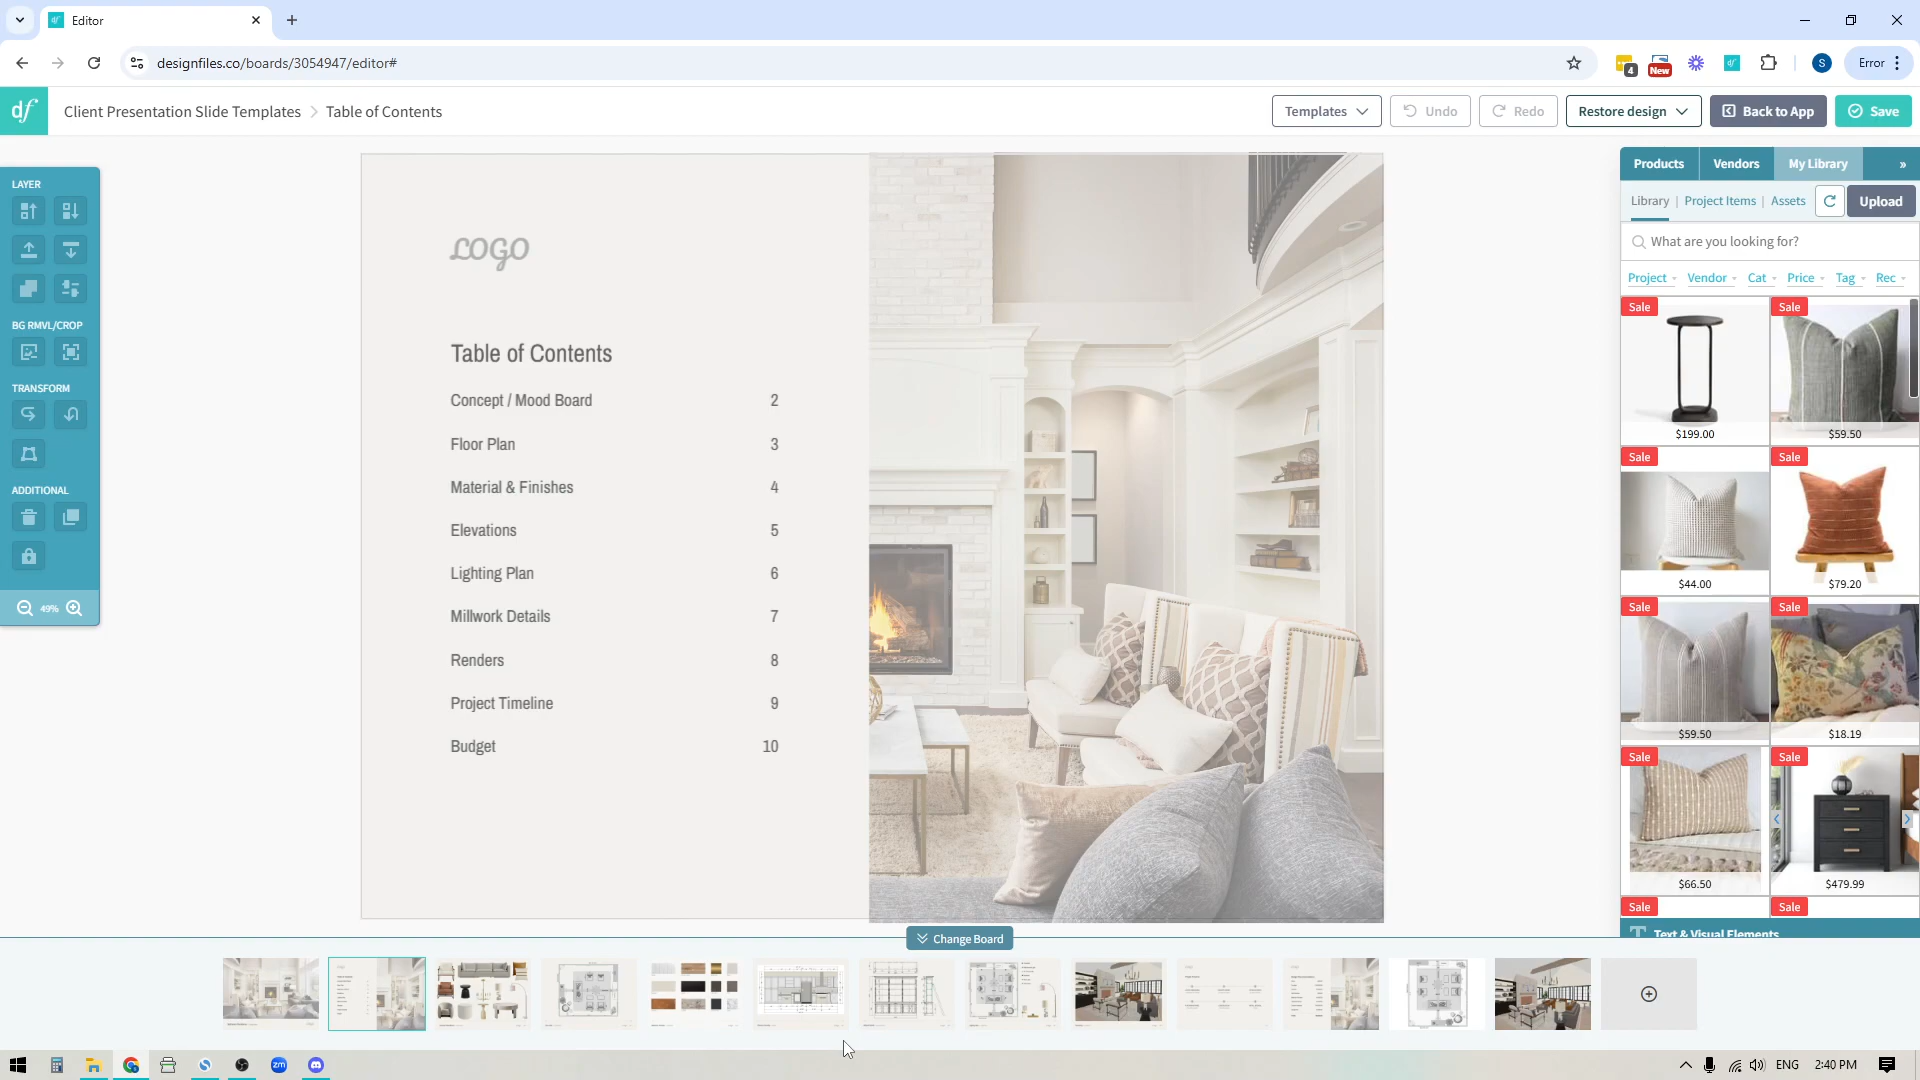 Editor
designfiles.co/boards/3054947/editor#
4
New
S
Error
df
Client Presentation Slide Templates
Table of Contents
Templates
Undo
Redo
Restore design
Back to App
Save
LAYER
BG RMVL/CROP
TRANSFORM
ADDITIONAL
49%
LOGO
Table of Contents
Concept / Mood Board 2
Floor Plan 3
Material & Finishes 4
Elevations 5
Lighting Plan 6
Millwork Details 7
Renders 8
Project Timeline 9
Budget 10
Products
Vendors
My Library
»
Library | Project Items | Assets
Upload
What are you looking for?
Project Vendor Cat Price Tag Rec
Sale Sale
$199.00 $59.50
Sale Sale
$44.00 $79.20
Sale Sale
$59.50 $18.19
Sale Sale
$66.50 $479.99
Sale Sale
Text & Visual Elements
Change Board
zm
ENG
2:40 PM